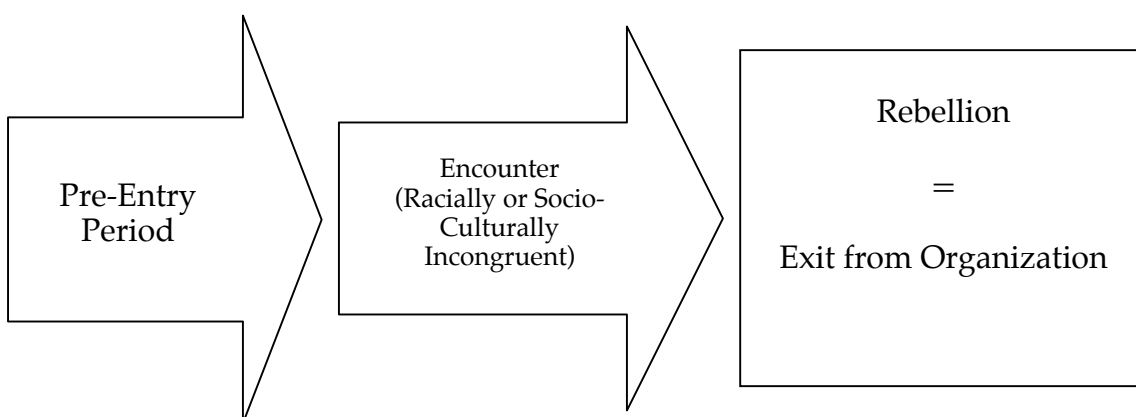 Pre-Entry
Period
Encounter
(Racially or Socio-
Culturally
Incongruent)
Rebellion
=
Exit from Organization